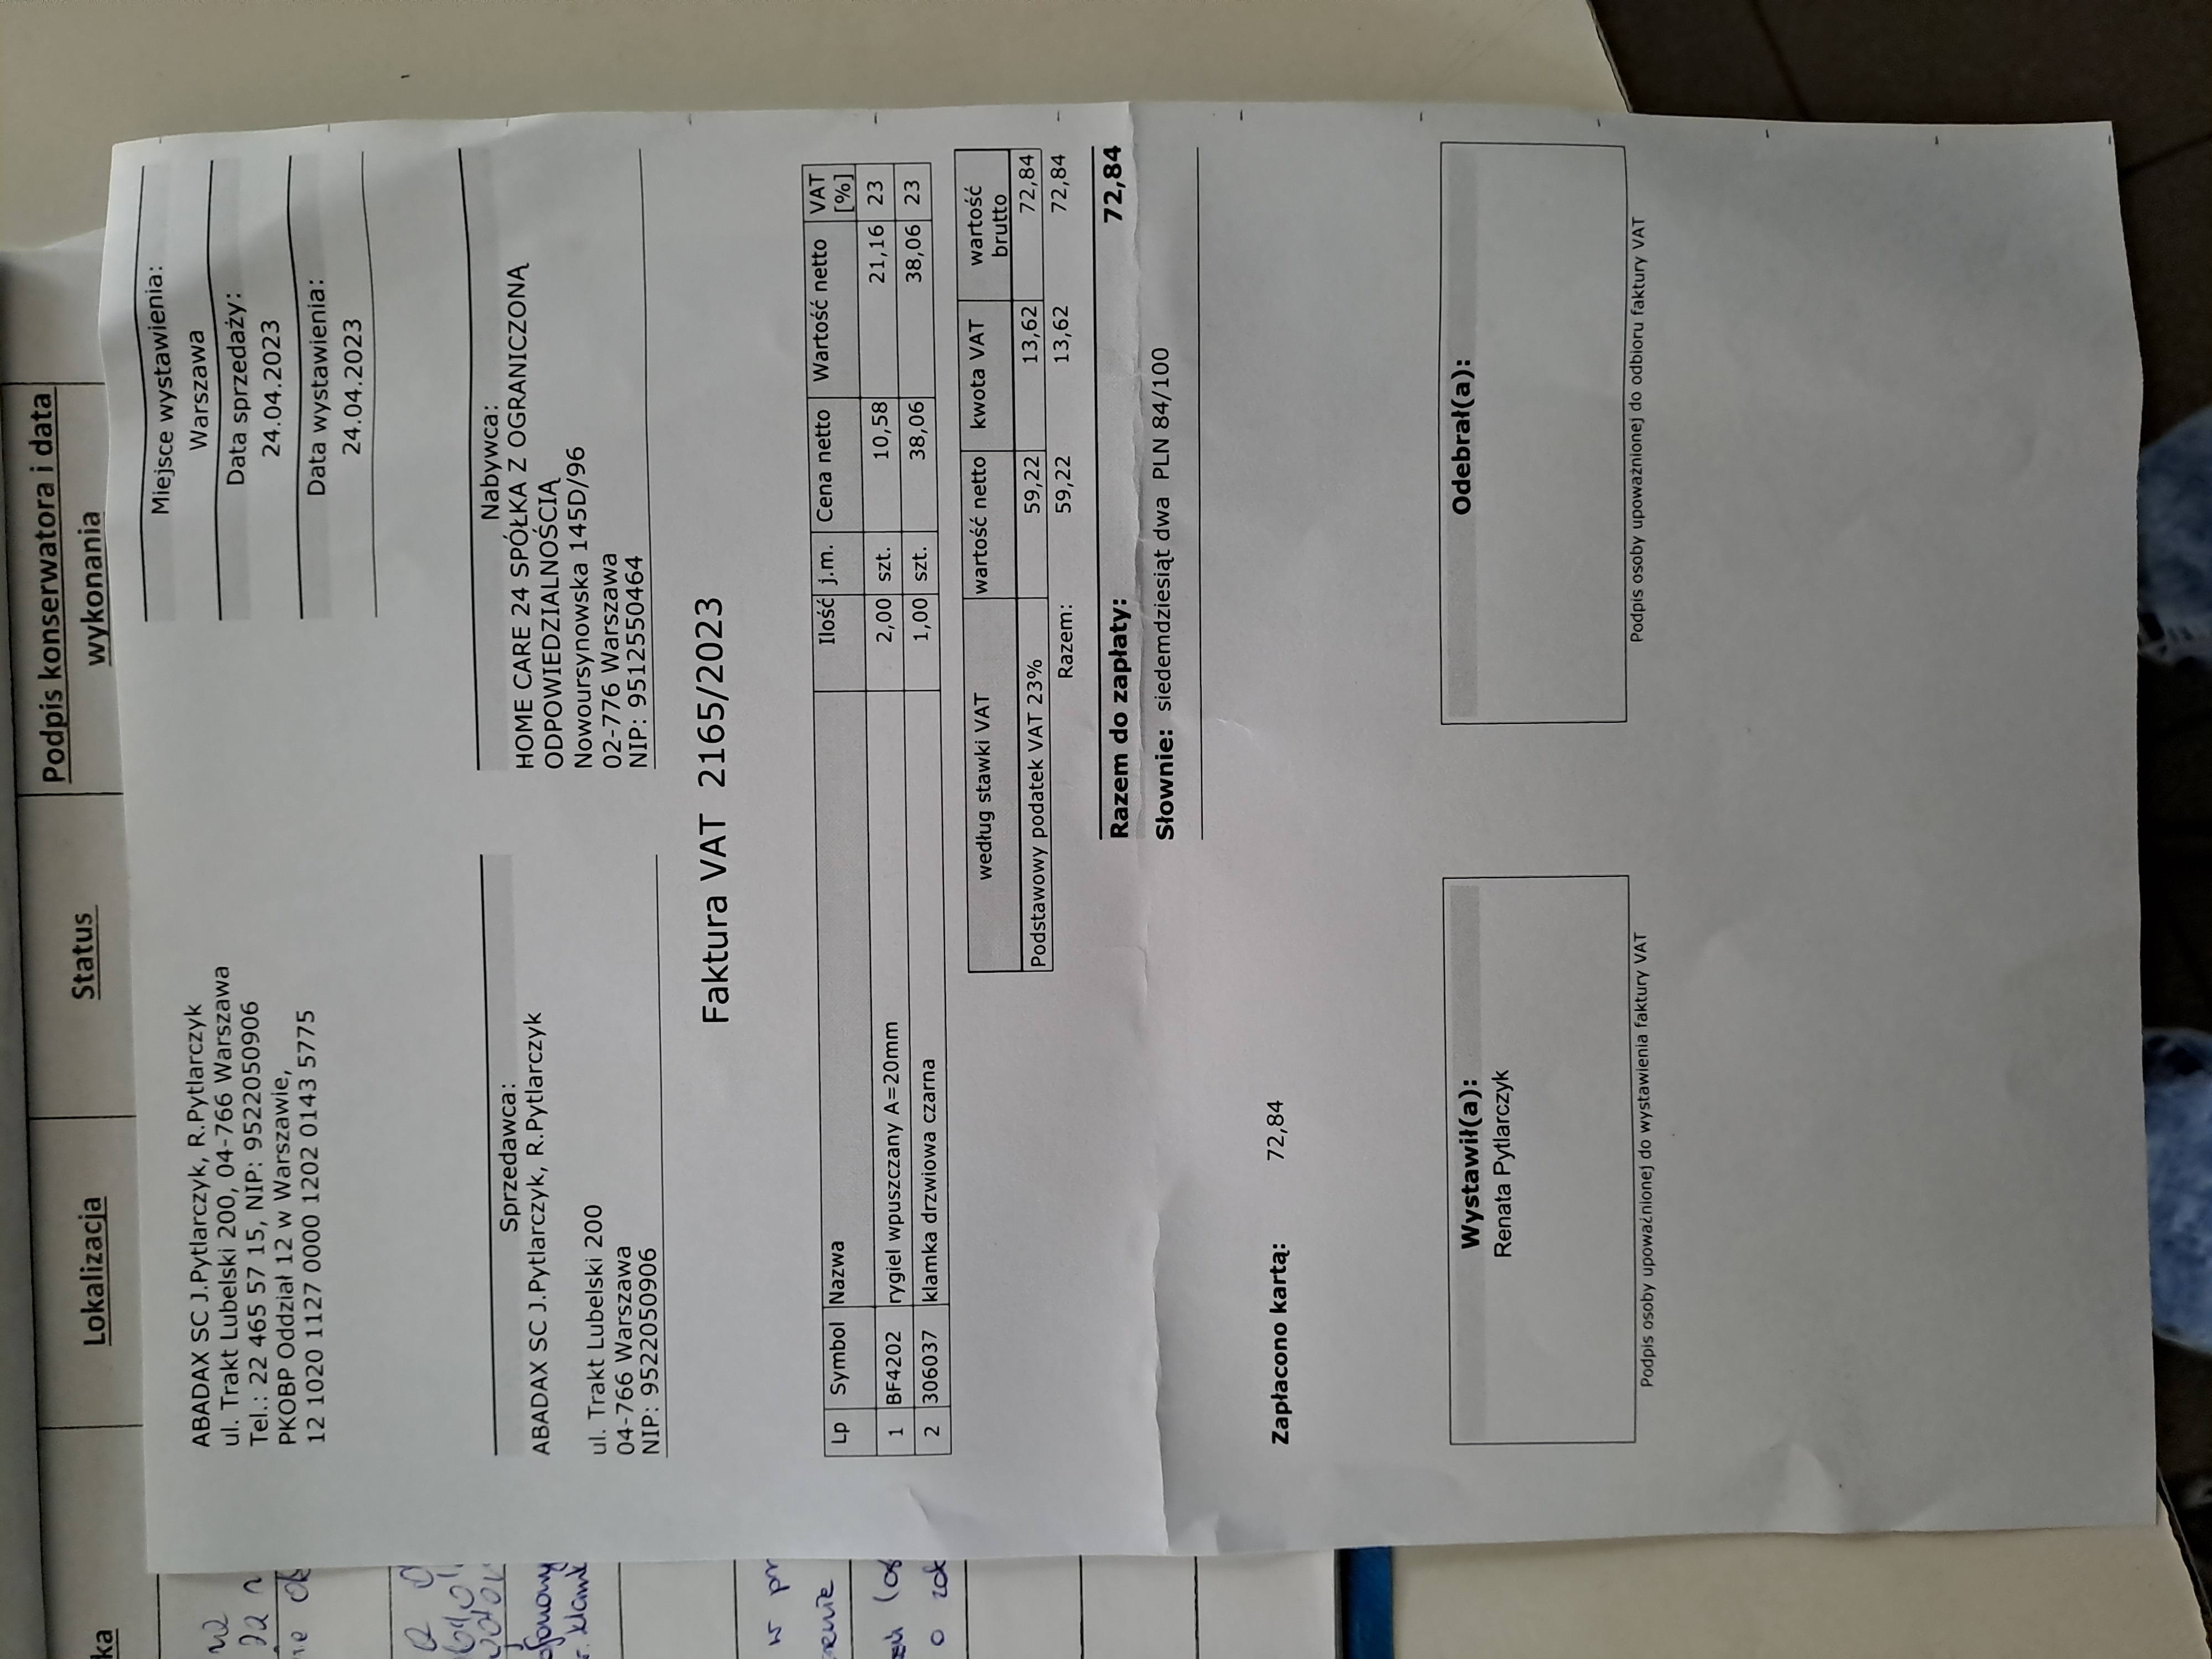 Lokalizacja
Status
Podpis konserwatora i data
wykonania
ABADAX SC J.Pytlarczyk, R.Pytlarczyk
ul. Trakt Lubelski 200, 04-766 Warszawa
Tel.: 22 465 57 15, NIP: 9522050906
PKOBP Oddział 12 w Warszawie,
12 1020 1127 0000 1202 0143 5775
Miejsce wystawienia:
Warszawa
Data sprzedaży:
24.04.2023
Data wystawienia:
24.04.2023
Sprzedawca:
ABADAX SC J.Pytlarczyk, R.Pytlarczyk
ul. Trakt Lubelski 200
04-766 Warszawa
NIP: 9522050906
Nabywca:
HOME CARE 24 SPÓŁKA Z OGRANICZONĄ
ODPOWIEDZIALNOŚCIĄ
Nowoursynowska 145D/96
02-776 Warszawa
NIP: 9512550464
Faktura VAT 2165/2023
Lp Symbol Nazwa Ilość j.m. Cena netto Wartość netto VAT [%]
1 BF4202 rygiel wpuszczany A=20mm 2,00 szt. 10,58 21,16 23
2 306037 klamka drzwiowa czarna 1,00 szt. 38,06 38,06 23
według stawki VAT wartość netto kwota VAT wartość brutto
Podstawowy podatek VAT 23% 59,22 13,62 72,84
Razem: 59,22 13,62 72,84
Razem do zapłaty: 72,84
Słownie: siedemdziesiąt dwa PLN 84/100
Zapłacono kartą: 72,84
Wystawił(a):
Renata Pytlarczyk
Podpis osoby upoważnionej do wystawienia faktury VAT
Odebrał(a):
Podpis osoby upoważnionej do odbioru faktury VAT